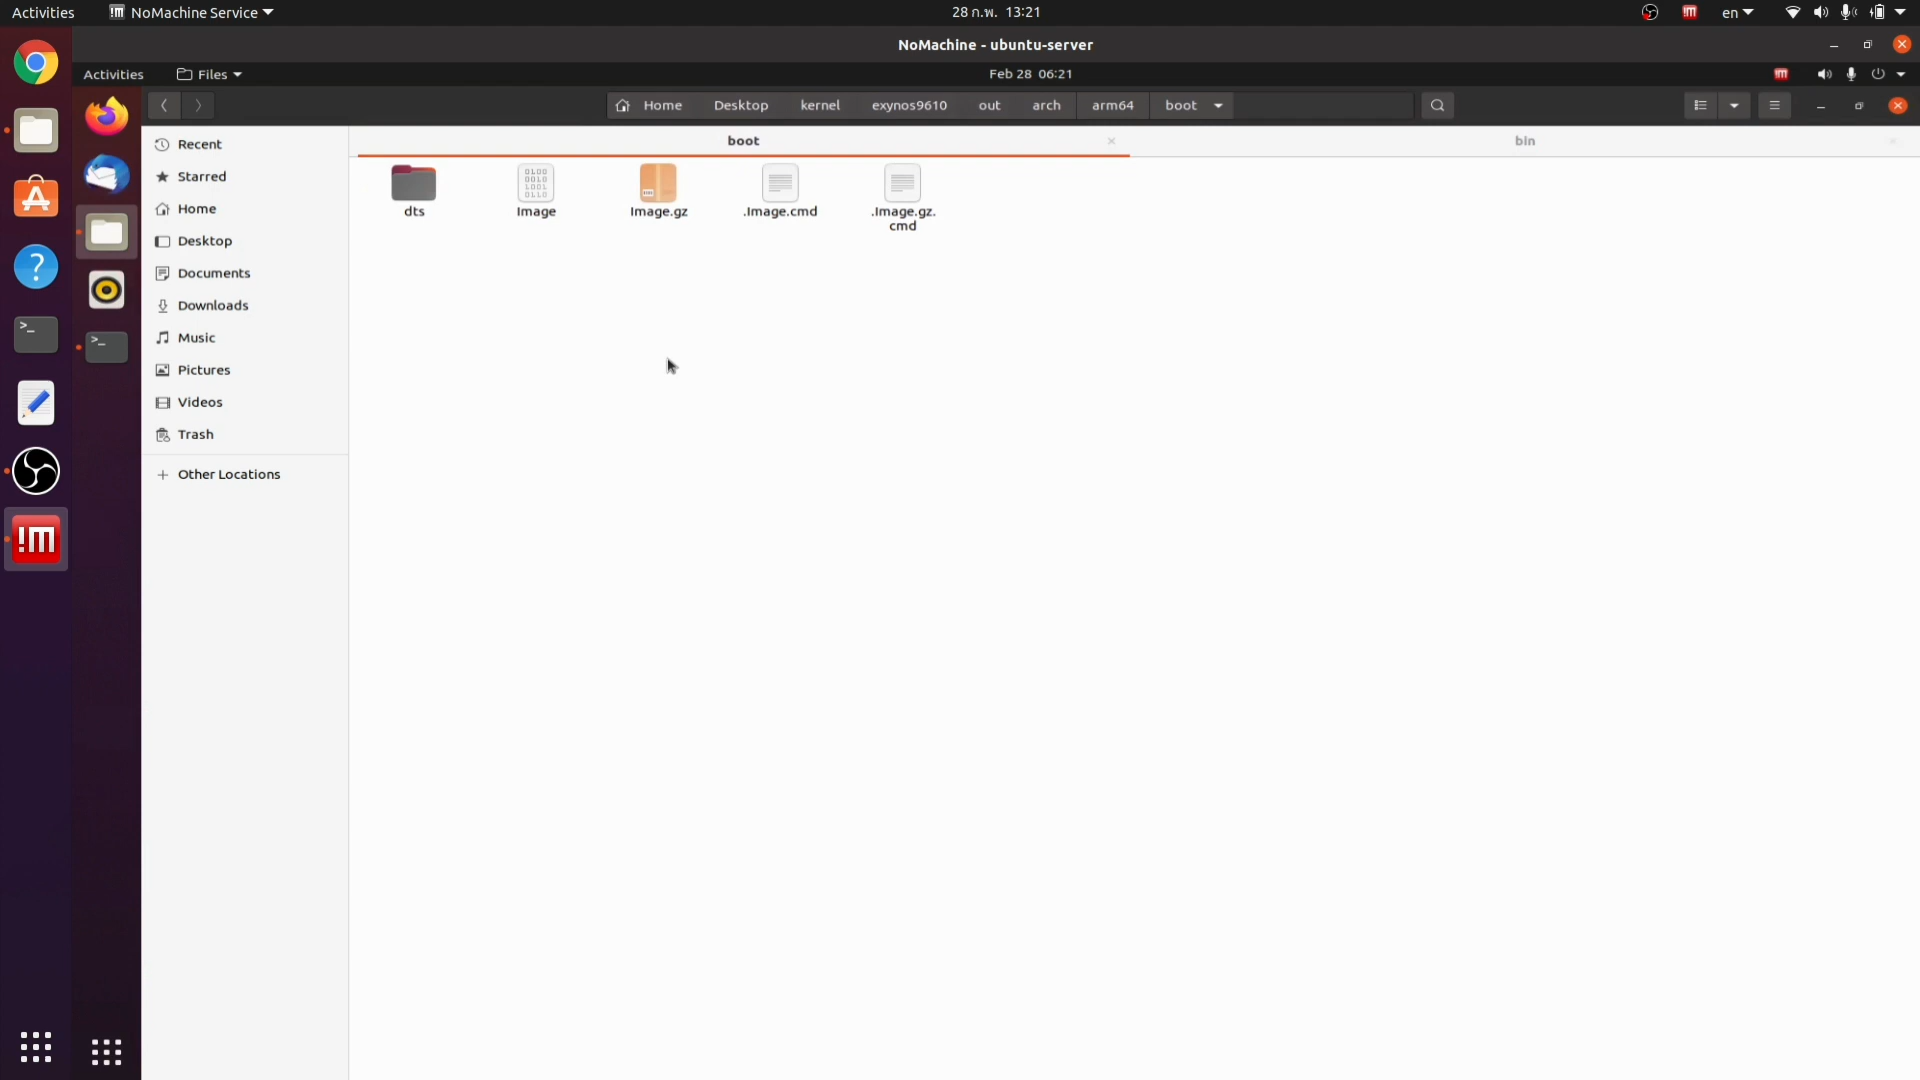 Activities
NoMachine Service
28 ก.พ. 13:21
en
NoMachine - ubuntu-server
Activities
Files
Feb 28 06:21
Home
Desktop
kernel
exynos9610
out
arch
arm64
boot
Recent
Starred
Home
Desktop
Documents
Downloads
Music
Pictures
Videos
Trash
Other Locations
boot
bin
dts
Image
Image.gz
.Image.cmd
.Image.gz.
cmd